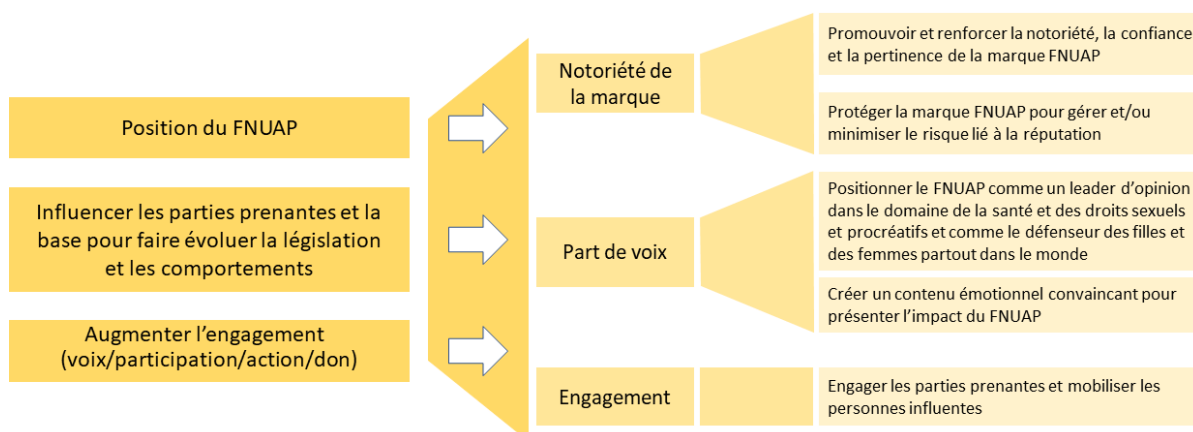 Position du FNUAP
Influencer les parties prenantes et la
base pour faire évoluer la législation
et les comportements
Augmenter l’engagement
(voix/participation/action/don)
Notoriété de
la marque
Promouvoir et renforcer la notoriété, la confiance
et la pertinence de la marque FNUAP
Protéger la marque FNUAP pour gérer et/ou
minimiser le risque lié à la réputation
Part de voix
Positionner le FNUAP comme un leader d’opinion
dans le domaine de la santé et des droits sexuels
et procréatifs et comme le défenseur des filles et
des femmes partout dans le monde
Créer un contenu émotionnel convaincant pour
présenter l’impact du FNUAP
Engagement
Engager les parties prenantes et mobiliser les
personnes influentes